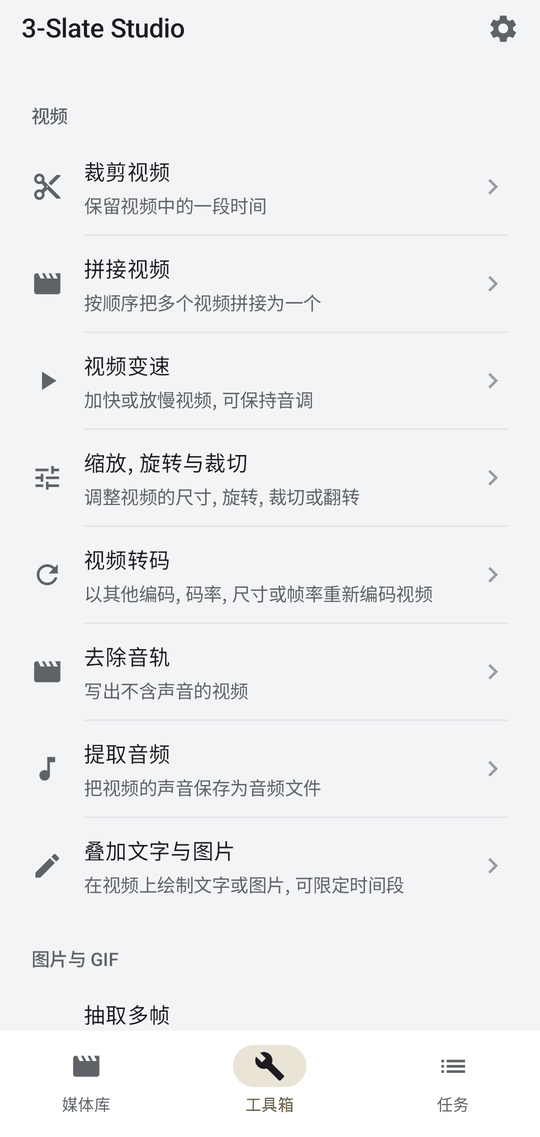 3-Slate Studio
视频
裁剪视频
保留视频中的一段时间
拼接视频
按顺序把多个视频拼接为一个
视频变速
加快或放慢视频, 可保持音调
缩放, 旋转与裁切
调整视频的尺寸, 旋转, 裁切或翻转
视频转码
以其他编码, 码率, 尺寸或帧率重新编码视频
去除音轨
写出不含声音的视频
提取音频
把视频的声音保存为音频文件
叠加文字与图片
在视频上绘制文字或图片, 可限定时间段
图片与 GIF
抽取多帧
媒体库
工具箱
任务